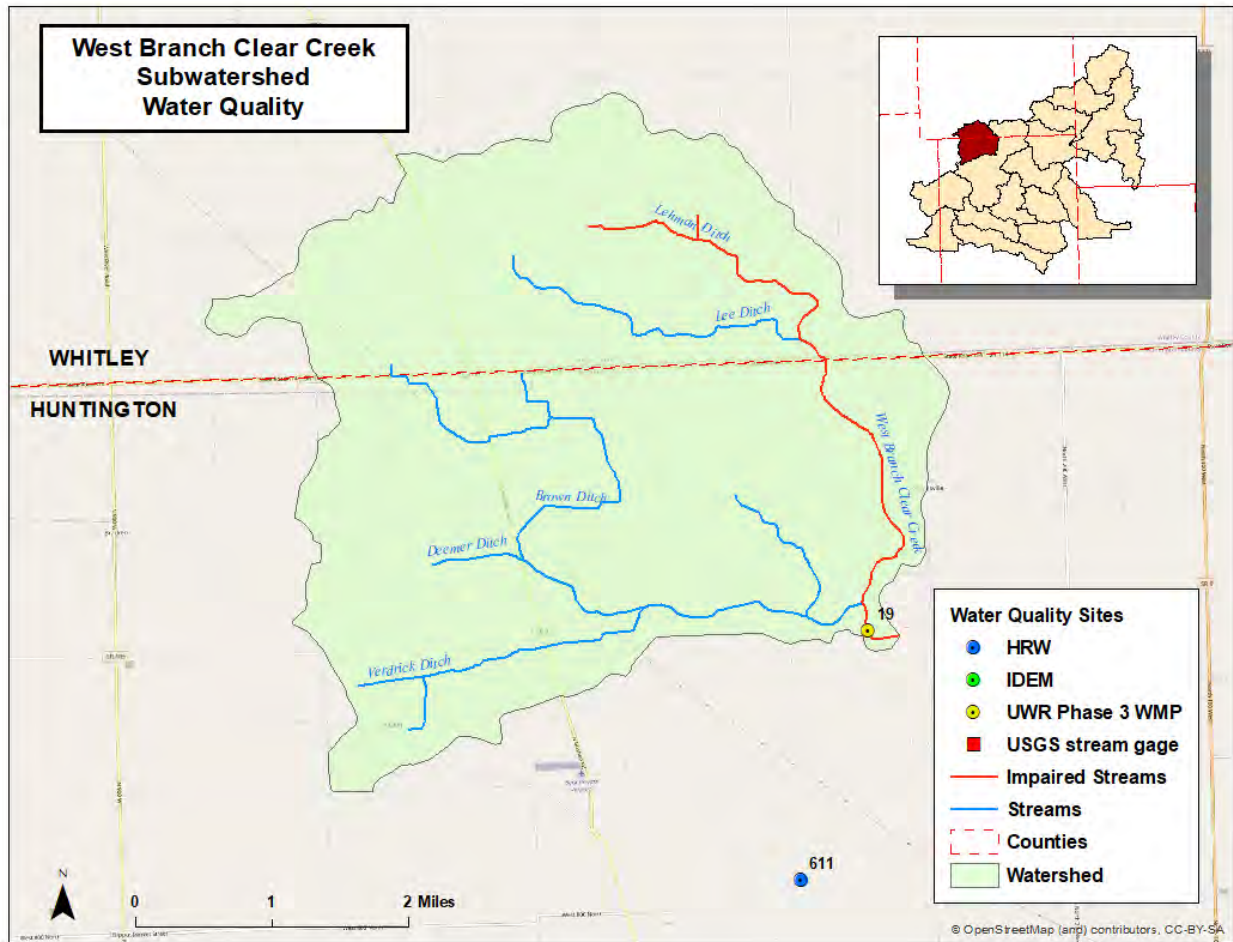 West Branch Clear Creek
Subwatershed
Water Quality
Lehman Ditch
Lee Ditch
WHITLEY
HUNTINGTON
West Branch Clear Creek
Brown Ditch
Deemer Ditch
Verdrick Ditch
19
611
Water Quality Sites
HRW
IDEM
UWR Phase 3 WMP
USGS stream gage
Impaired Streams
Streams
Counties
Watershed
N
0 1 2 Miles
© OpenStreetMap (and) contributors, CC-BY-SA